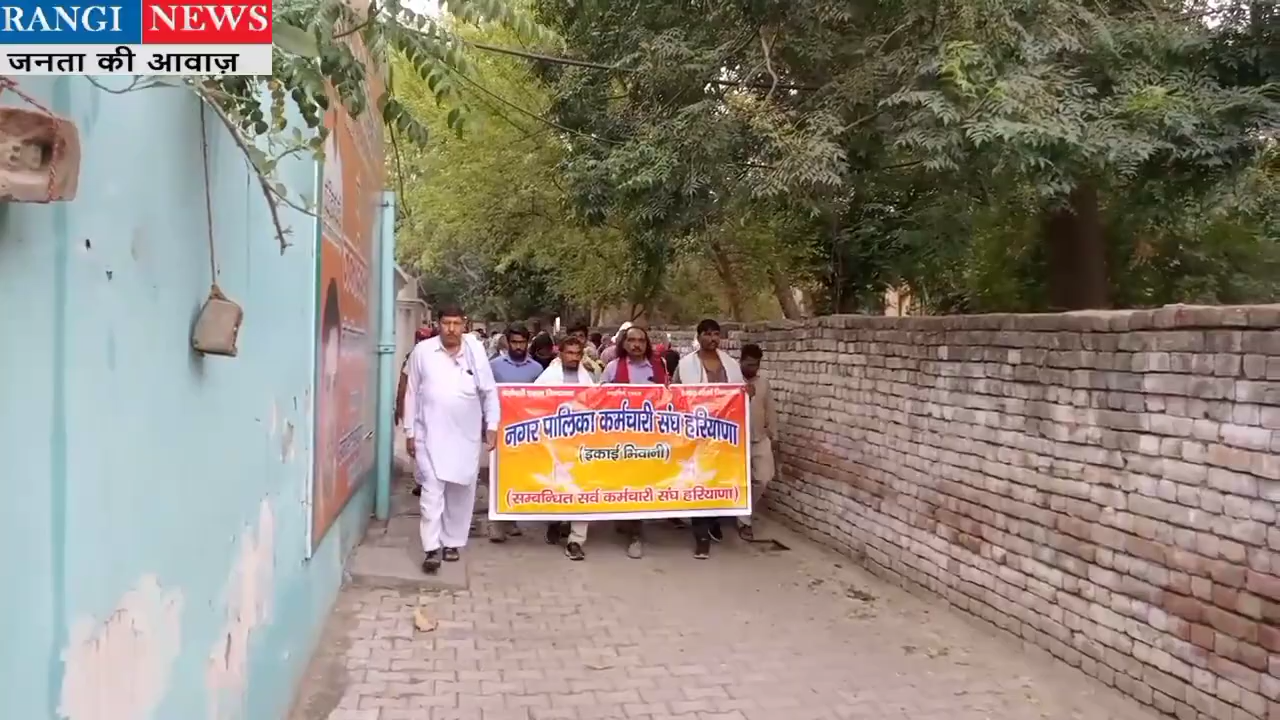 RANGI NEWS
जनता की आवाज़
नगर पालिका कर्मचारी संघ हरियाणा
(इकाई भिवानी)
(सम्बन्धित सर्व कर्मचारी संघ हरियाणा)